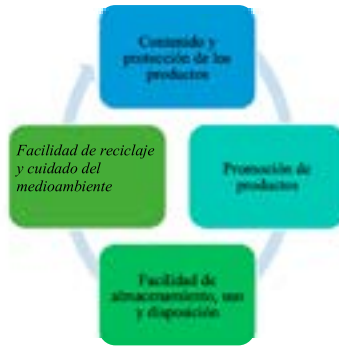 Contenido y
protección de los
productos
Promoción de
productos
Facilidad de
almacenamiento, uso
y disposición
Facilidad de reciclaje
y cuidado del
medioambiente